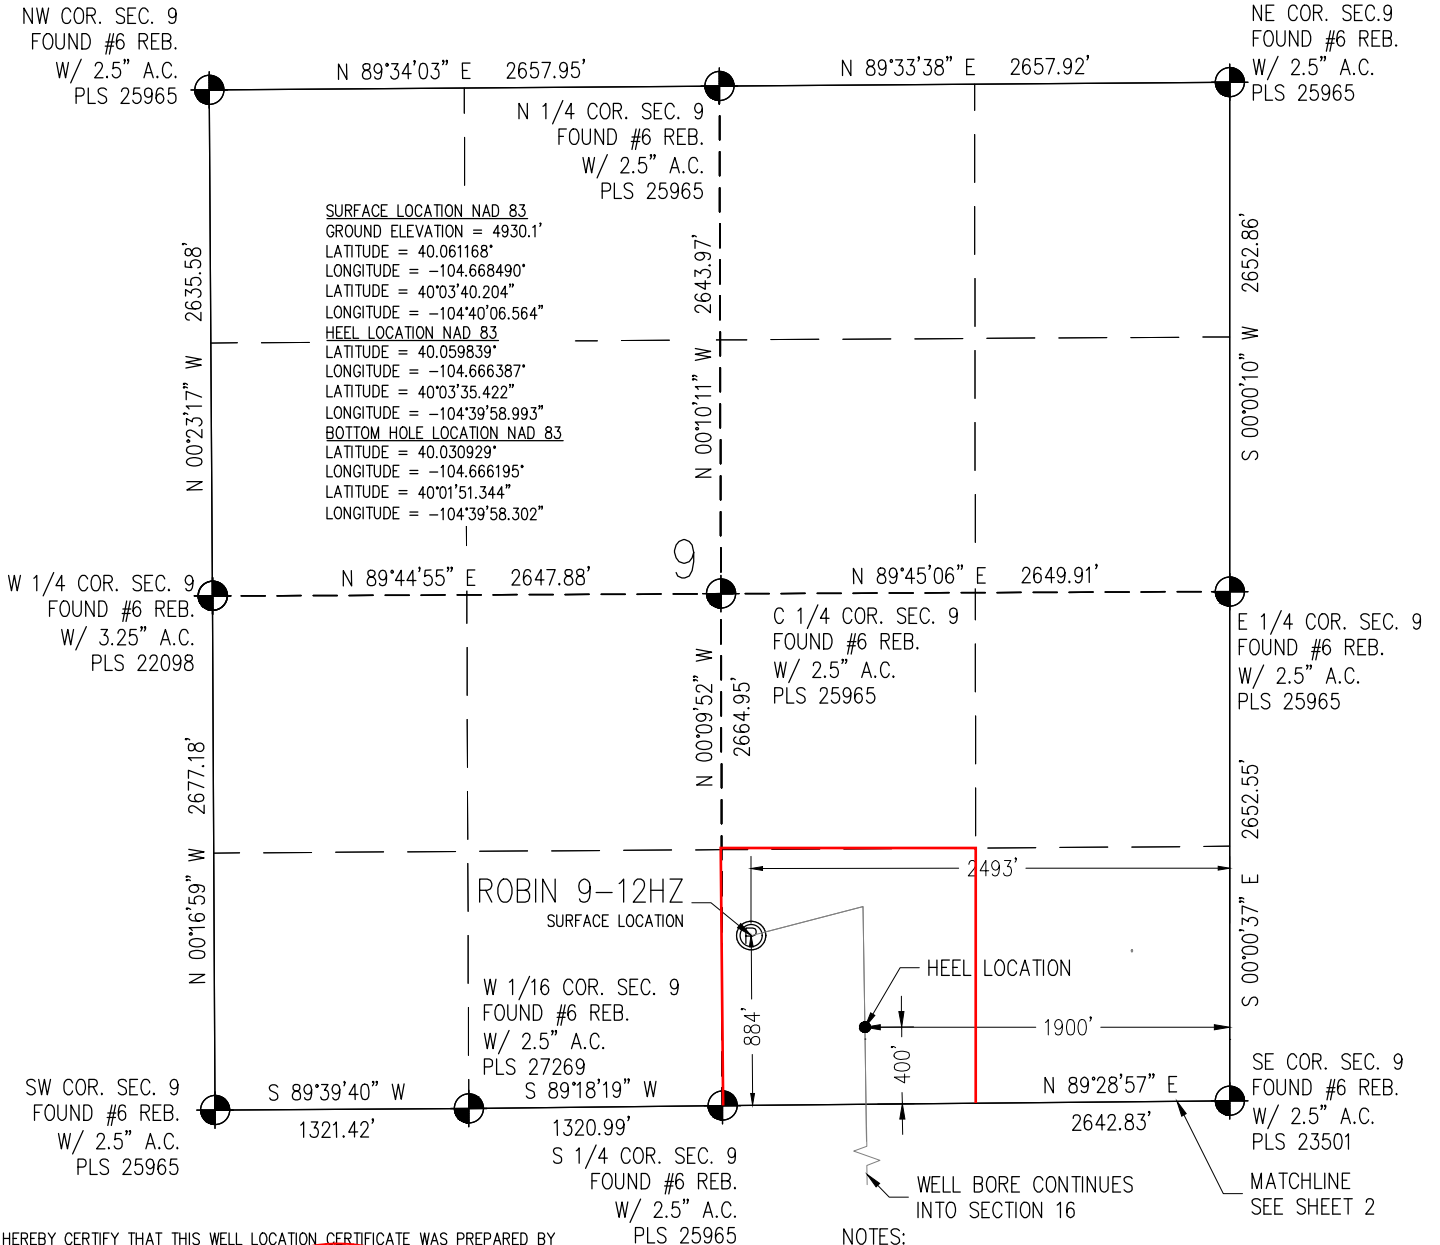 NW COR. SEC. 9
FOUND #6 REB.
W/ 2.5" A.C.
PLS 25965
N 89°34'03" E 2657.95'
N 1/4 COR. SEC. 9
FOUND #6 REB.
W/ 2.5" A.C.
PLS 25965
N 89°33'38" E 2657.92'
NE COR. SEC.9
FOUND #6 REB.
W/ 2.5" A.C.
PLS 25965
SURFACE LOCATION NAD 83
GROUND ELEVATION = 4930.1'
LATITUDE = 40.061168°
LONGITUDE = -104.668490°
LATITUDE = 40°03'40.204"
LONGITUDE = -104°40'06.564"
HEEL LOCATION NAD 83
LATITUDE = 40.059839°
LONGITUDE = -104.666387°
LATITUDE = 40°03'35.422"
LONGITUDE = -104°39'58.993"
BOTTOM HOLE LOCATION NAD 83
LATITUDE = 40.030929°
LONGITUDE = -104.666195°
LATITUDE = 40°01'51.344"
LONGITUDE = -104°39'58.302"
N 00°23'17" W 2635.58'
N 00°10'11" W 2643.97'
S 00°00'10" W 2652.86'
9
W 1/4 COR. SEC. 9
FOUND #6 REB.
W/ 3.25" A.C.
PLS 22098
N 89°44'55" E 2647.88'
N 89°45'06" E 2649.91'
C 1/4 COR. SEC. 9
FOUND #6 REB.
W/ 2.5" A.C.
PLS 25965
E 1/4 COR. SEC. 9
FOUND #6 REB.
W/ 2.5" A.C.
PLS 25965
N 00°16'59" W 2677.18'
N 00°09'52" W
2664.95'
S 00°00'37" E 2652.55'
2493'
ROBIN 9-12HZ
SURFACE LOCATION
P
HEEL LOCATION
884'
1900'
400'
W 1/16 COR. SEC. 9
FOUND #6 REB.
W/ 2.5" A.C.
PLS 27269
SW COR. SEC. 9
FOUND #6 REB.
W/ 2.5" A.C.
PLS 25965
S 89°39'40" W
1321.42'
S 89°18'19" W
1320.99'
S 1/4 COR. SEC. 9
FOUND #6 REB.
W/ 2.5" A.C.
PLS 25965
N 89°28'57" E
2642.83'
SE COR. SEC. 9
FOUND #6 REB.
W/ 2.5" A.C.
PLS 23501
WELL BORE CONTINUES
INTO SECTION 16
MATCHLINE
SEE SHEET 2
HEREBY CERTIFY THAT THIS WELL LOCATION CERTIFICATE WAS PREPARED BY
NOTES: